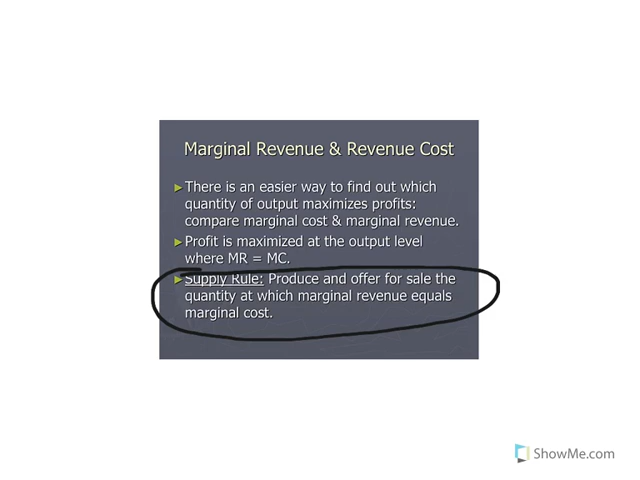 Marginal Revenue & Revenue Cost
►There is an easier way to find out which
quantity of output maximizes profits:
compare marginal cost & marginal revenue.
►Profit is maximized at the output level
where MR = MC.
►Supply Rule: Produce and offer for sale the
quantity at which marginal revenue equals
marginal cost.
ShowMe.com